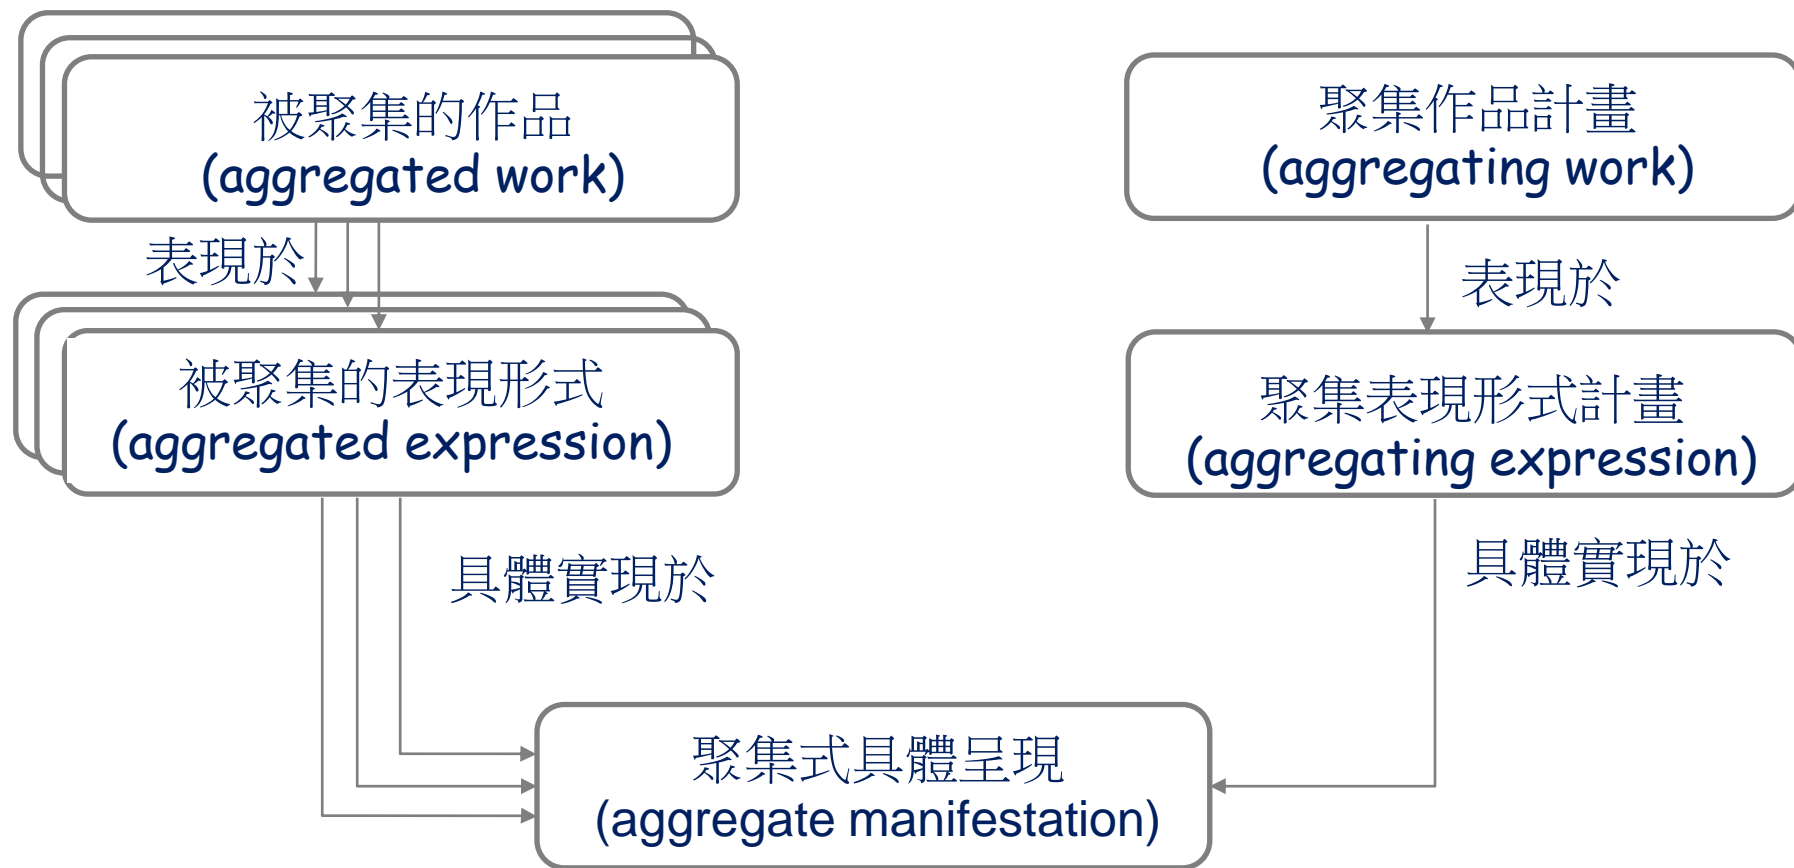 被聚集的作品
(aggregated work)
聚集作品計畫
(aggregating work)
表現於
表現於
被聚集的表現形式
(aggregated expression)
聚集表現形式計畫
(aggregating expression)
具體實現於
具體實現於
聚集式具體呈現
(aggregate manifestation)